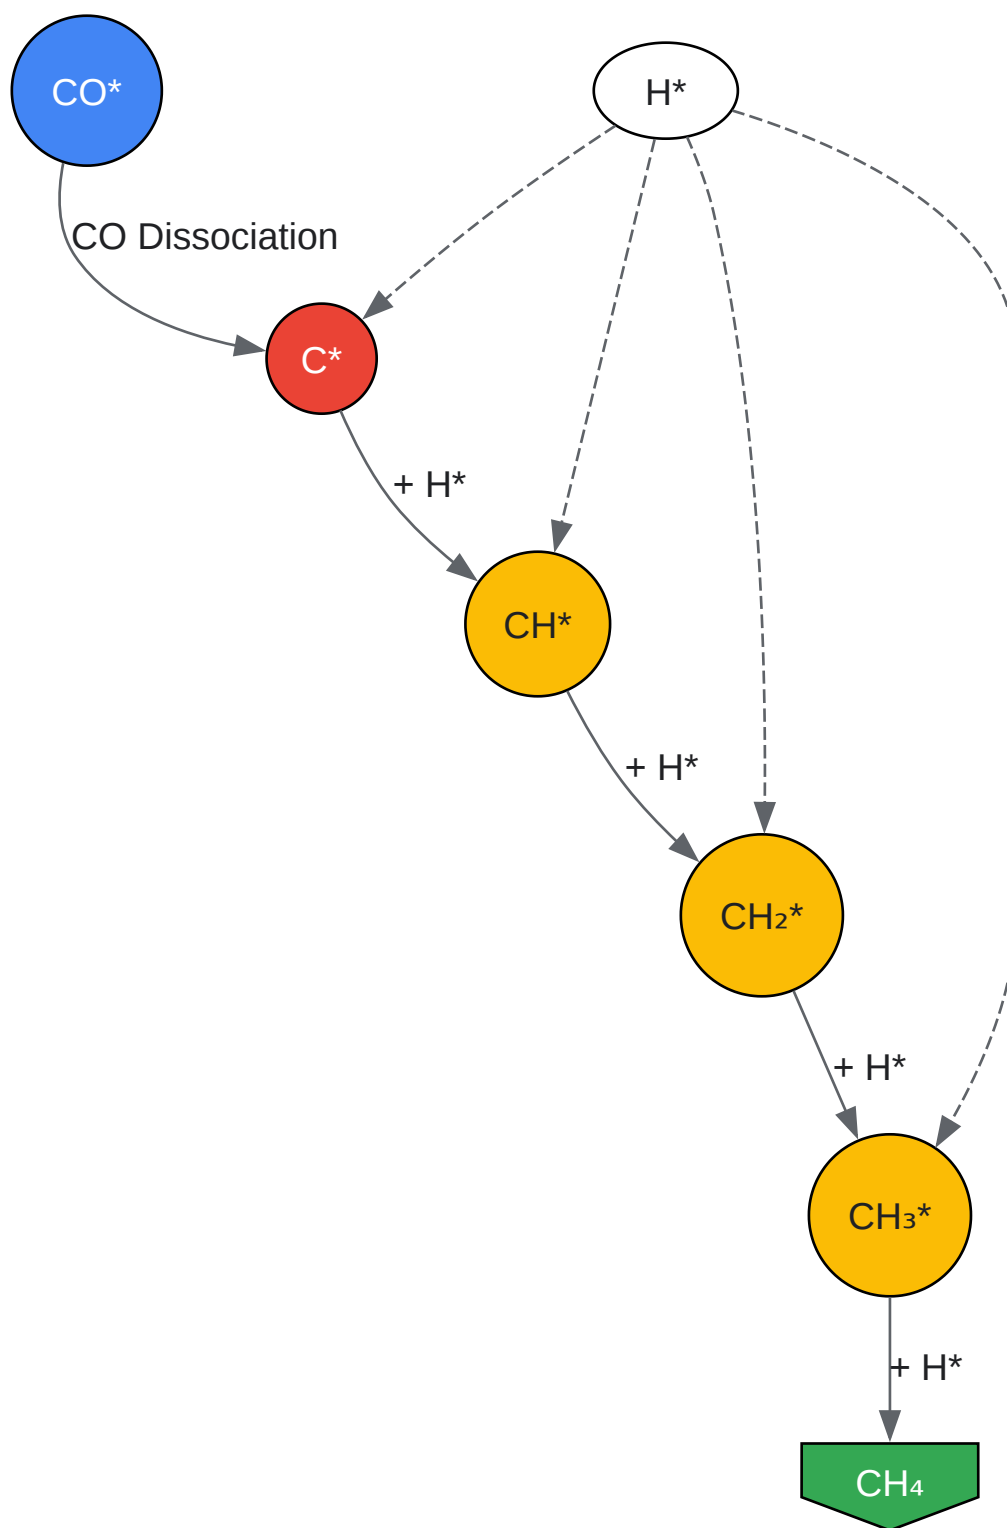 CO*
H*
CO Dissociation
C*
+ H*
CH*
+ H*
CH₂*
+ H*
CH₃*
+ H*
CH₄